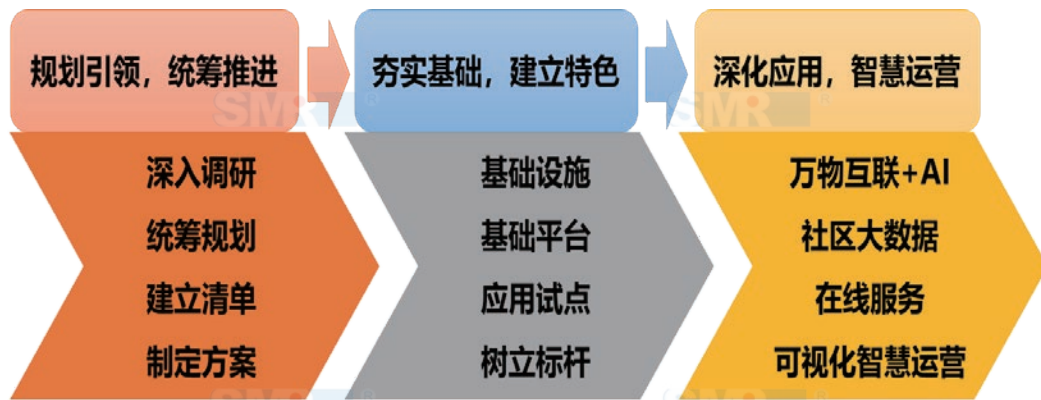 规划引领，统筹推进
夯实基础，建立特色
深化应用，智慧运营
深入调研
统筹规划
建立清单
制定方案
基础设施
基础平台
应用试点
树立标杆
万物互联+AI
社区大数据
在线服务
可视化智慧运营
SMR
SMR